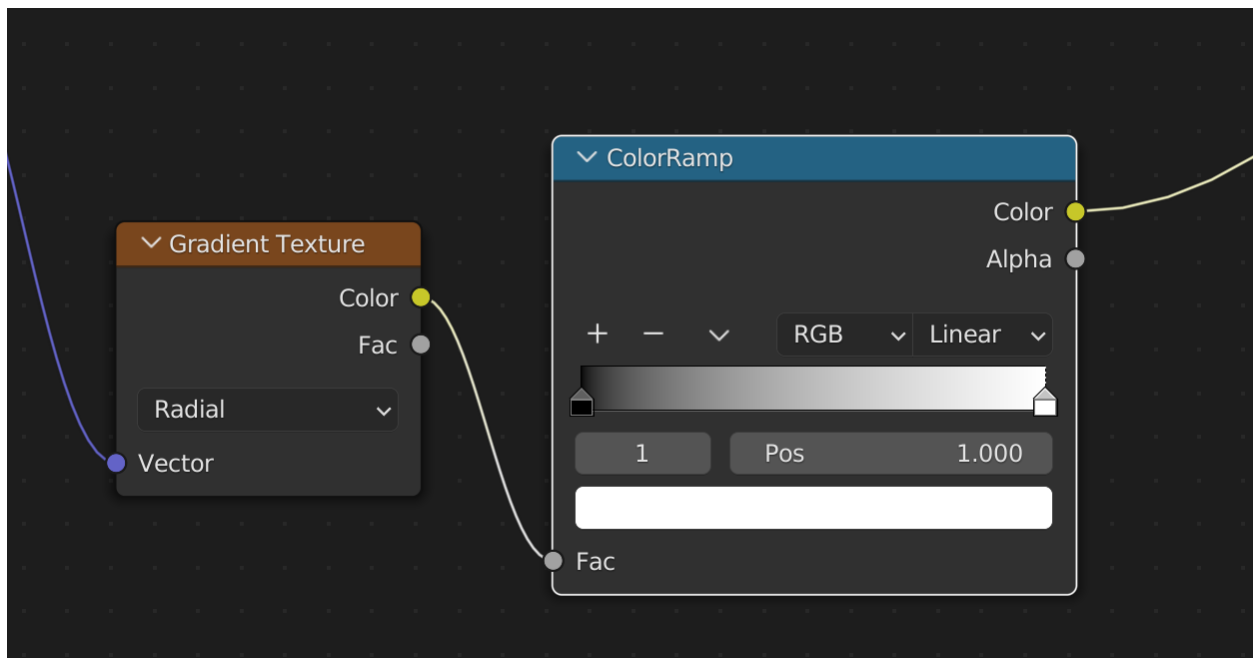 Gradient Texture
Color
Fac
Radial
Vector
ColorRamp
Color
Alpha
RGB Linear
1 Pos 1.000
Fac